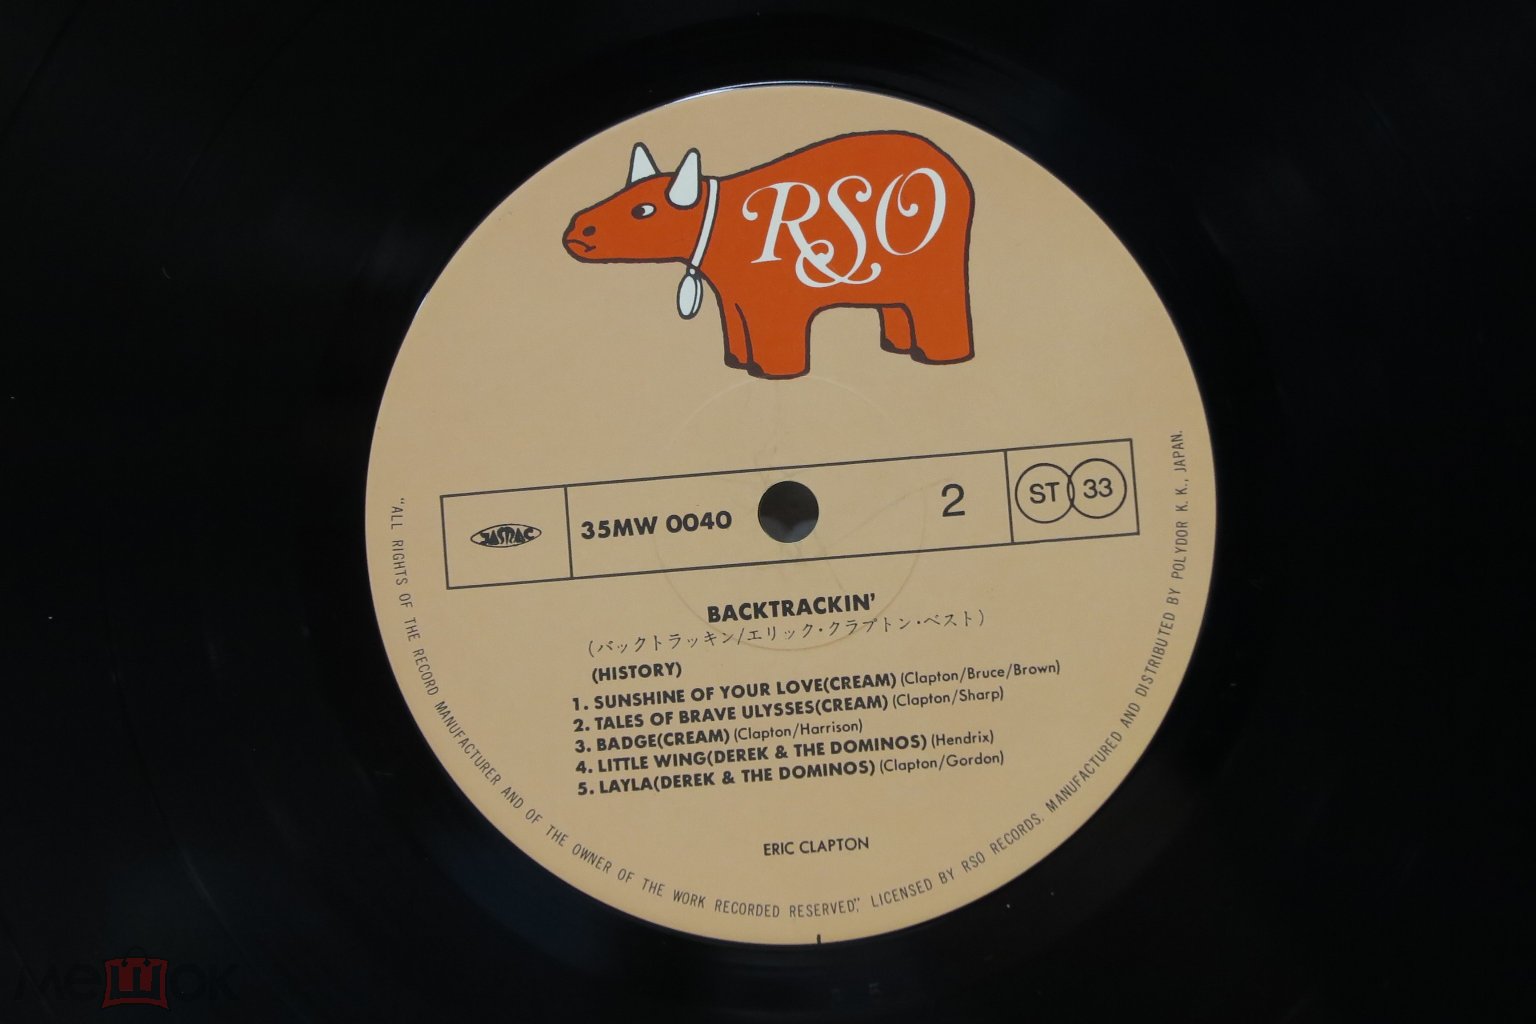 RSO
JASRAC
35MW 0040
2
ST 33
BACKTRACKIN'
(バックトラッキン/エリック・クラプトン・ベスト)
(HISTORY)
1. SUNSHINE OF YOUR LOVE(CREAM) (Clapton/Bruce/Brown)
2. TALES OF BRAVE ULYSSES(CREAM) (Clapton/Sharp)
3. BADGE(CREAM) (Clapton/Harrison)
4. LITTLE WING(DEREK & THE DOMINOS) (Hendrix)
5. LAYLA(DEREK & THE DOMINOS) (Clapton/Gordon)
ERIC CLAPTON
"ALL RIGHTS OF THE RECORD MANUFACTURER AND OF THE OWNER OF THE WORK RECORDED RESERVED," LICENSED BY RSO RECORDS. MANUFACTURED AND DISTRIBUTED BY POLYDOR K. K., JAPAN.
мешок